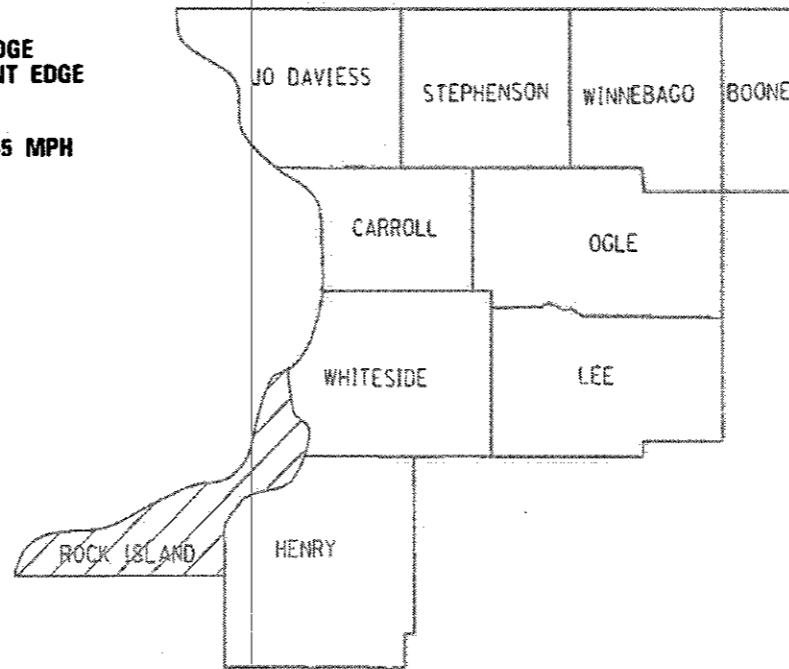 DGE
NT EDGE
5 MPH
JO DAVIESS
STEPHENSON
WINNEBAGO
BOONE
CARROLL
OGLE
WHITESIDE
LEE
ROCK ISLAND
HENRY